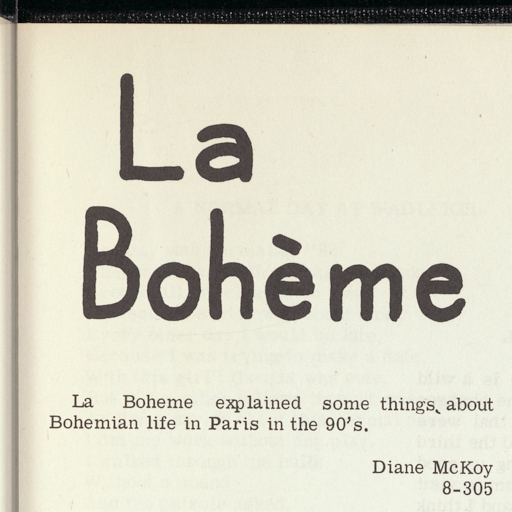 La
Bohème
La Boheme explained some things, about
Bohemian life in Paris in the 90's.
Diane McKoy
8-305